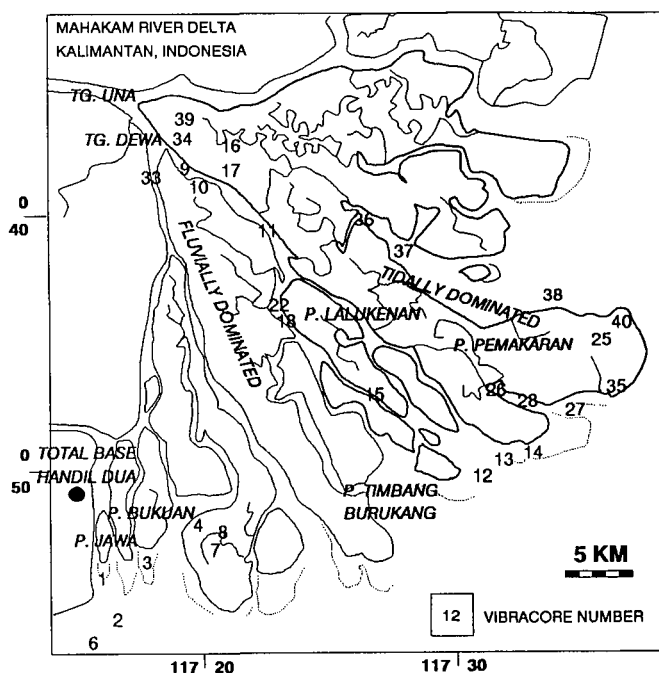 MAHAKAM RIVER DELTA
KALIMANTAN, INDONESIA
TG. UNA
39
TG. DEWA
34
16
33
9
10
17
0
40
11
36
37
FLUVIALLY DOMINATED
TIDALLY DOMINATED
38
22
18
P. LALUKENAN
40
25
P. PEMAKARAN
15
26
28
27
35
0
50
TOTAL BASE
HANDIL DUA
14
13
12
P. TIMBANG
BURUKANG
P. BUKUAN
4
8
7
P. JAWA
3
1
5 KM
2
6
12
VIBRACORE NUMBER
117 20
117 30